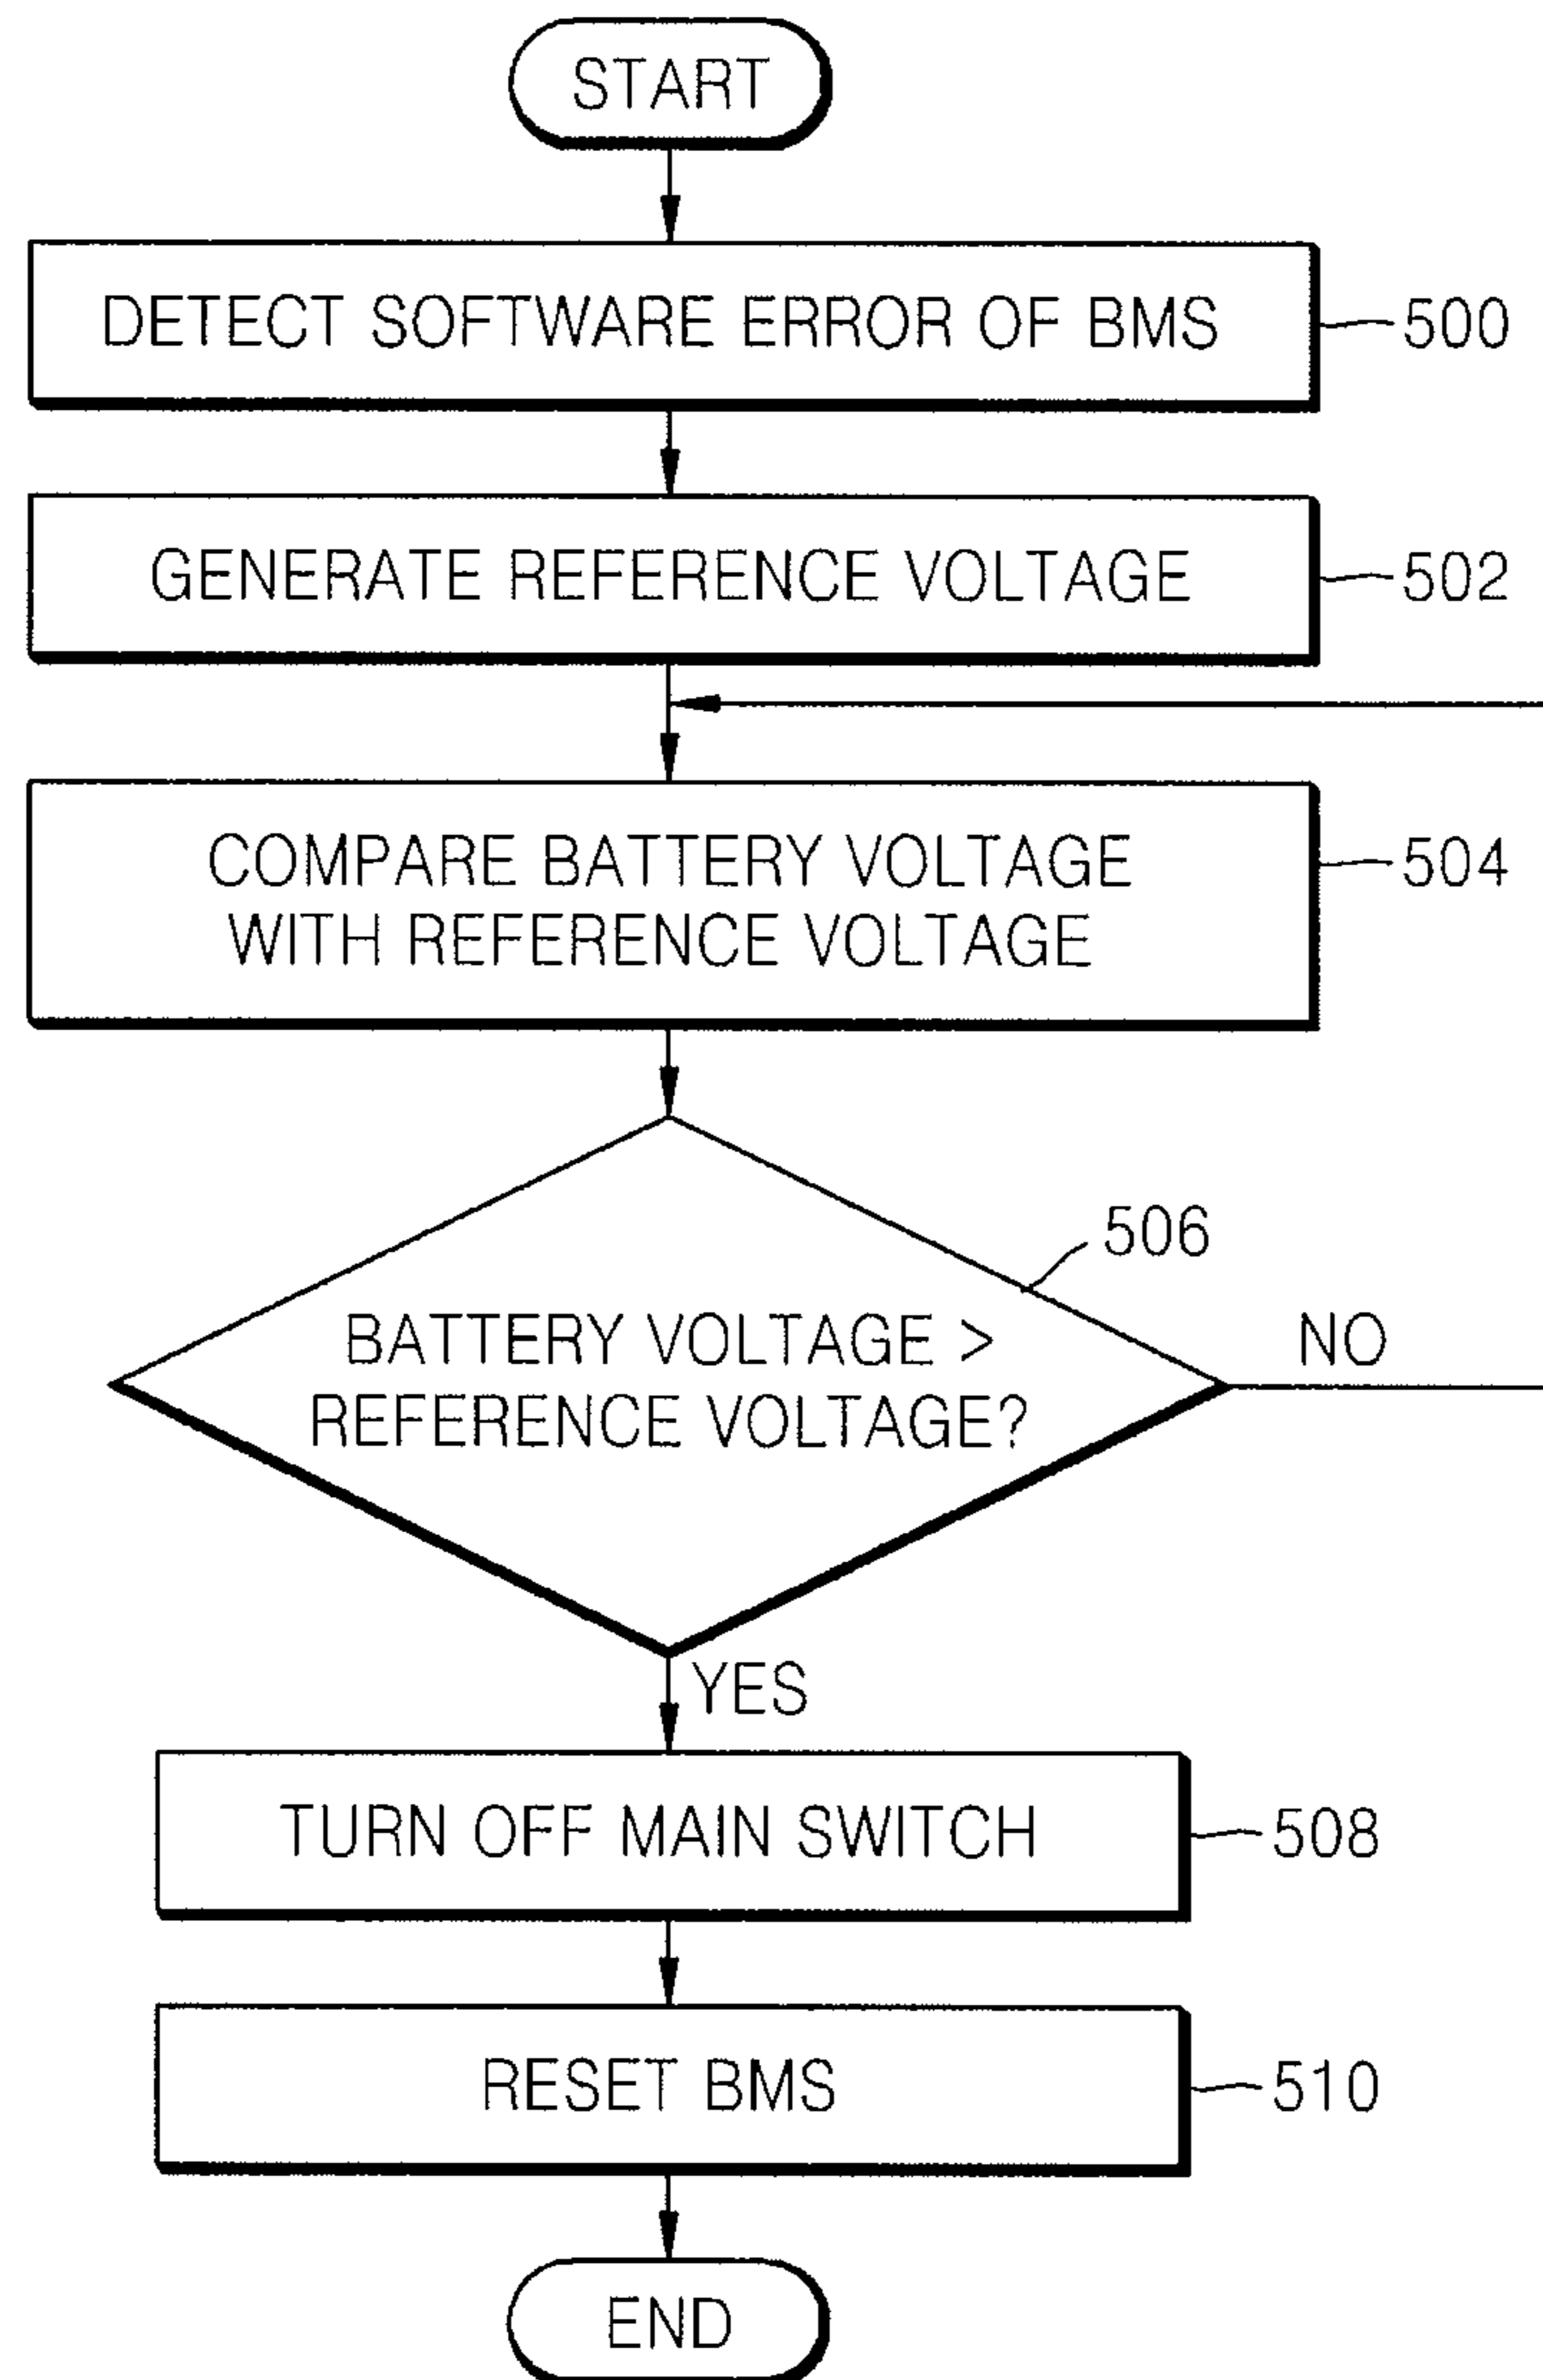 START
DETECT SOFTWARE ERROR OF BMS
500
GENERATE REFERENCE VOLTAGE
502
COMPARE BATTERY VOLTAGE
WITH REFERENCE VOLTAGE
504
506
BATTERY VOLTAGE >
REFERENCE VOLTAGE?
NO
YES
TURN OFF MAIN SWITCH
508
RESET BMS
510
END